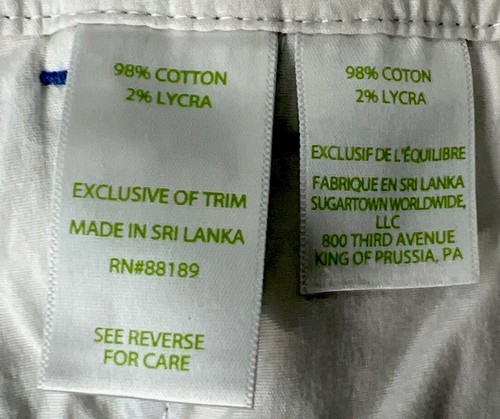 98% COTTON
2% LYCRA
EXCLUSIVE OF TRIM
MADE IN SRI LANKA
RN#88189
SEE REVERSE
FOR CARE
98% COTON
2% LYCRA
EXCLUSIF DE L'ÉQUILIBRE
FABRIQUE EN SRI LANKA
SUGARTOWN WORLDWIDE,
LLC
800 THIRD AVENUE
KING OF PRUSSIA, PA